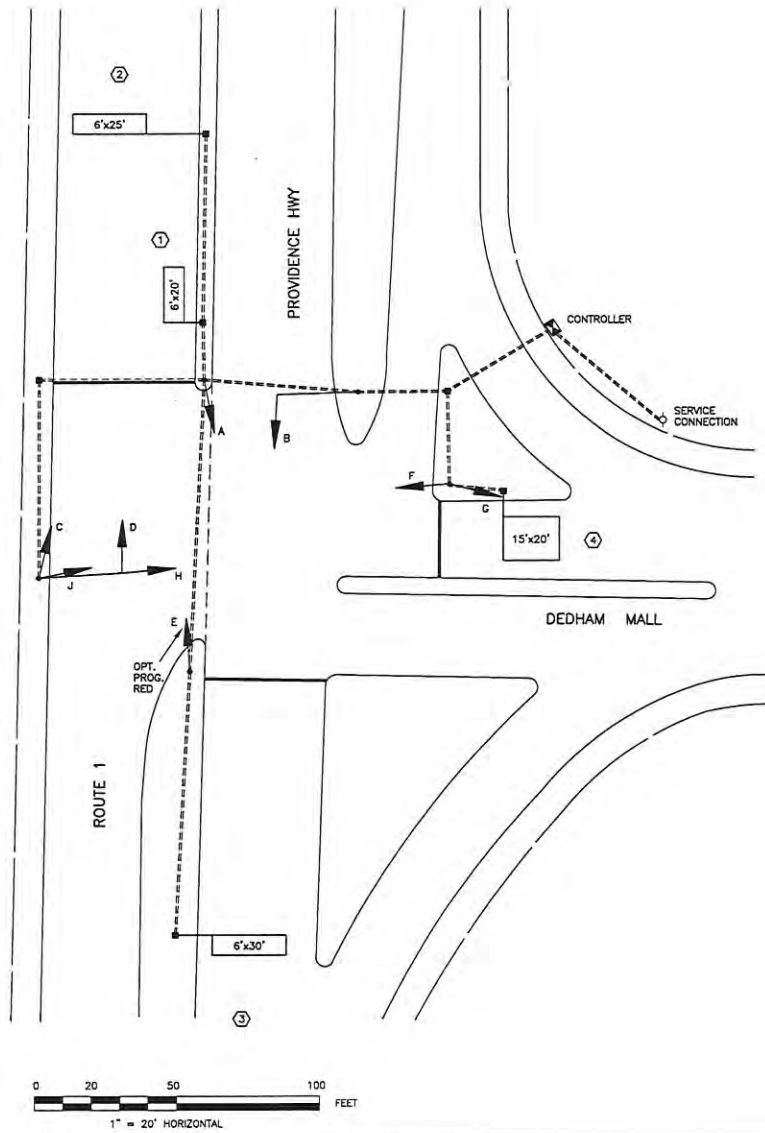 2
6'x25'
1
6'x20'
PROVIDENCE HWY
CONTROLLER
SERVICE
CONNECTION
A
B
F
G
15'x20'
4
C
D
H
J
DEDHAM MALL
E
OPT.
PROG.
RED
ROUTE 1
6'x30'
3
0 20 50 100
FEET
1" = 20' HORIZONTAL